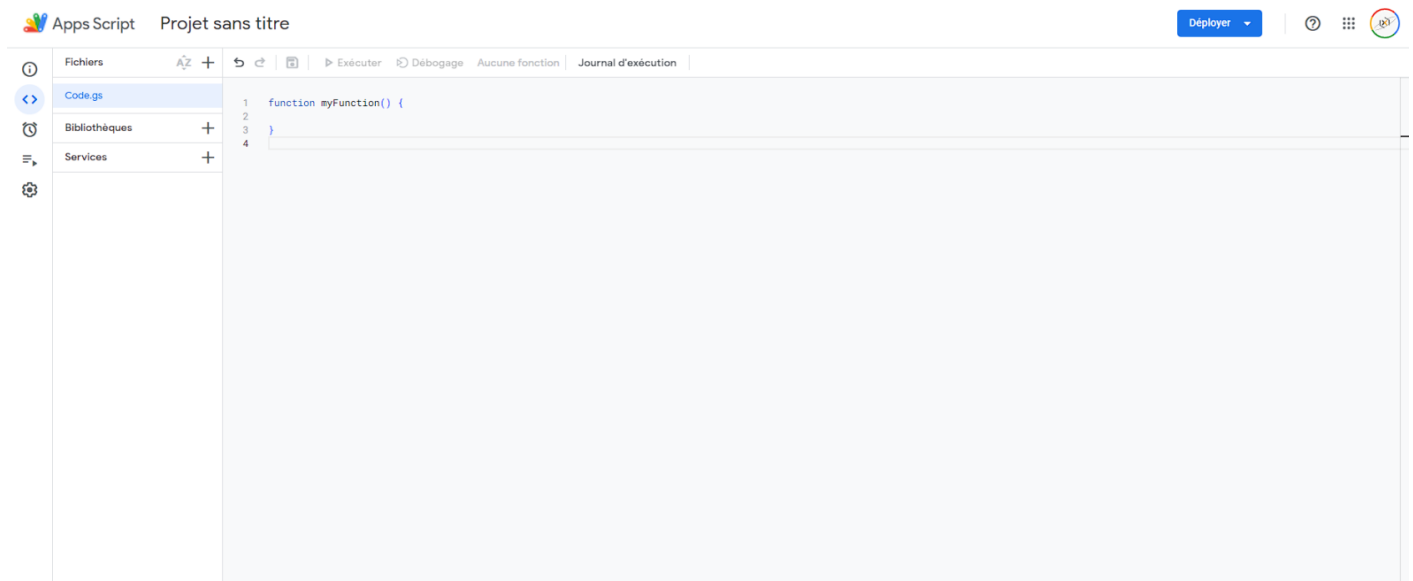 Apps Script Projet sans titre Déployer
Fichiers AZ Exécuter Débogage Aucune fonction Journal d'exécution
Code.gs
1 function myFunction() {
Bibliothèques
2
3 }
4
Services